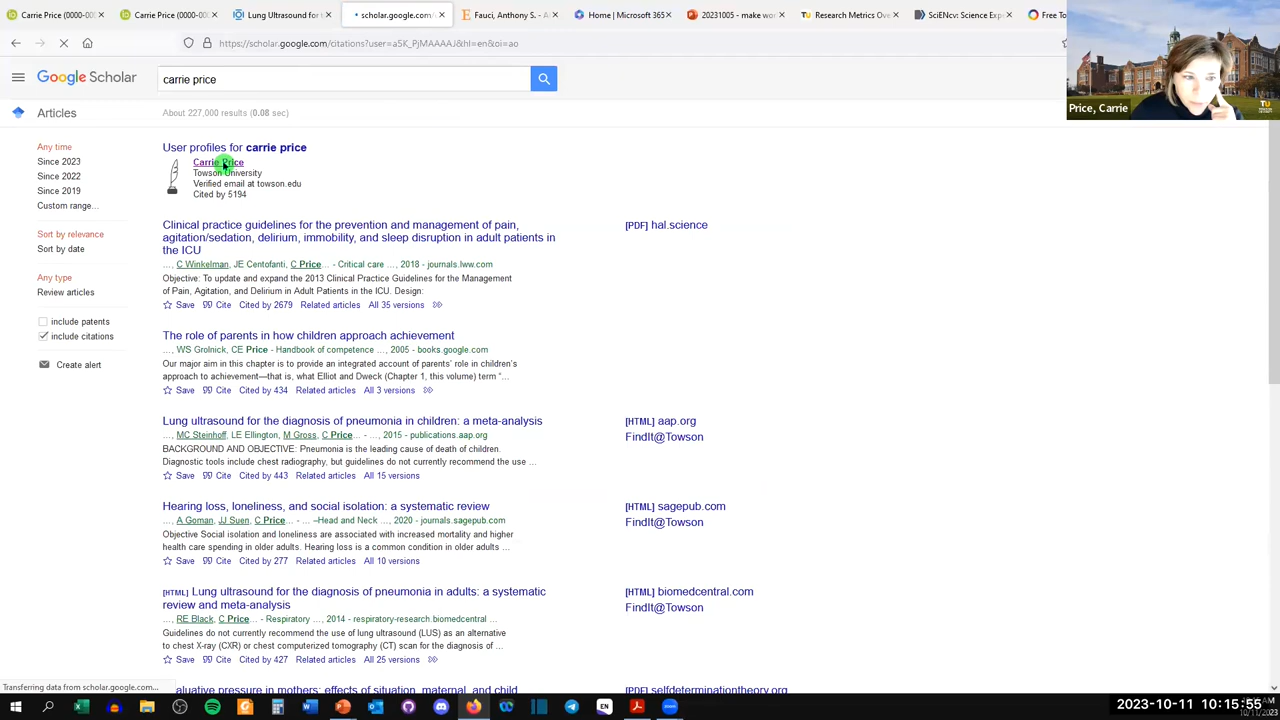 Carrie Price (0000-000
Carrie Price (0000-00
Lung Ultrasound for th
scholar.google.com/
Fauci, Anthony S. -
Home | Microsoft 365
20231005 - make wo
Research Metrics Ove
SciENcv Science Expe
Free To
https://scholar.google.com/citations?user=aSK_PjMAAAAJ&hl=en&oi=ao
Google Scholar
carrie price
Price, Carrie
Articles
About 227,000 results (0.08 sec)
Any time
Since 2023
Since 2022
Since 2019
Custom range...
Sort by relevance
Sort by date
Any type
Review articles
include patents
include citations
Create alert
User profiles for carrie price
Carrie Price
Towson University
Verified email at towson.edu
Cited by 5194
Clinical practice guidelines for the prevention and management of pain,
agitation/sedation, delirium, immobility, and sleep disruption in adult patients in
the ICU
…, C Winkelman, JE Centofanti, C Price… - Critical care …, 2018 - journals.lww.com
Objective: To update and expand the 2013 Clinical Practice Guidelines for the Management
of Pain, Agitation, and Delirium in Adult Patients in the ICU. Design:
Save Cite Cited by 2679 Related articles All 35 versions
[PDF] hal.science
The role of parents in how children approach achievement
…, WS Grolnick, CE Price - Handbook of competence …, 2005 - books.google.com
Our major aim in this chapter is to provide an integrated account of parents' role in children's
approach to achievement—that is, what Elliot and Dweck (Chapter 1, this volume) term "…
Save Cite Cited by 434 Related articles All 3 versions
Lung ultrasound for the diagnosis of pneumonia in children: a meta-analysis
…, MC Steinhoff, LE Ellington, M Gross, C Price… - …, 2015 - publications.aap.org
BACKGROUND AND OBJECTIVE: Pneumonia is the leading cause of death of children.
Diagnostic tools include chest radiography, but guidelines do not currently recommend the use …
Save Cite Cited by 443 Related articles All 15 versions
[HTML] aap.org
FindIt@Towson
Hearing loss, loneliness, and social isolation: a systematic review
…, A Goman, JJ Suen, C Price… - … –Head and Neck …, 2020 - journals.sagepub.com
Objective Social isolation and loneliness are associated with increased mortality and higher
health care spending in older adults. Hearing loss is a common condition in older adults …
Save Cite Cited by 277 Related articles All 10 versions
[HTML] sagepub.com
FindIt@Towson
[HTML] Lung ultrasound for the diagnosis of pneumonia in adults: a systematic
review and meta-analysis
…, RE Black, C Price… - Respiratory …, 2014 - respiratory-research.biomedcentral …
Guidelines do not currently recommend the use of lung ultrasound (LUS) as an alternative
to chest X-ray (CXR) or chest computerized tomography (CT) scan for the diagnosis of …
Save Cite Cited by 427 Related articles All 25 versions
[HTML] biomedcentral.com
FindIt@Towson
aluative pressure in mothers: effects of situation, maternal, and child
[PDF] selfdeterminationtheory.org
Transferring data from scholar.google.com...
2023-10-11 10:15:55
10/11/2023